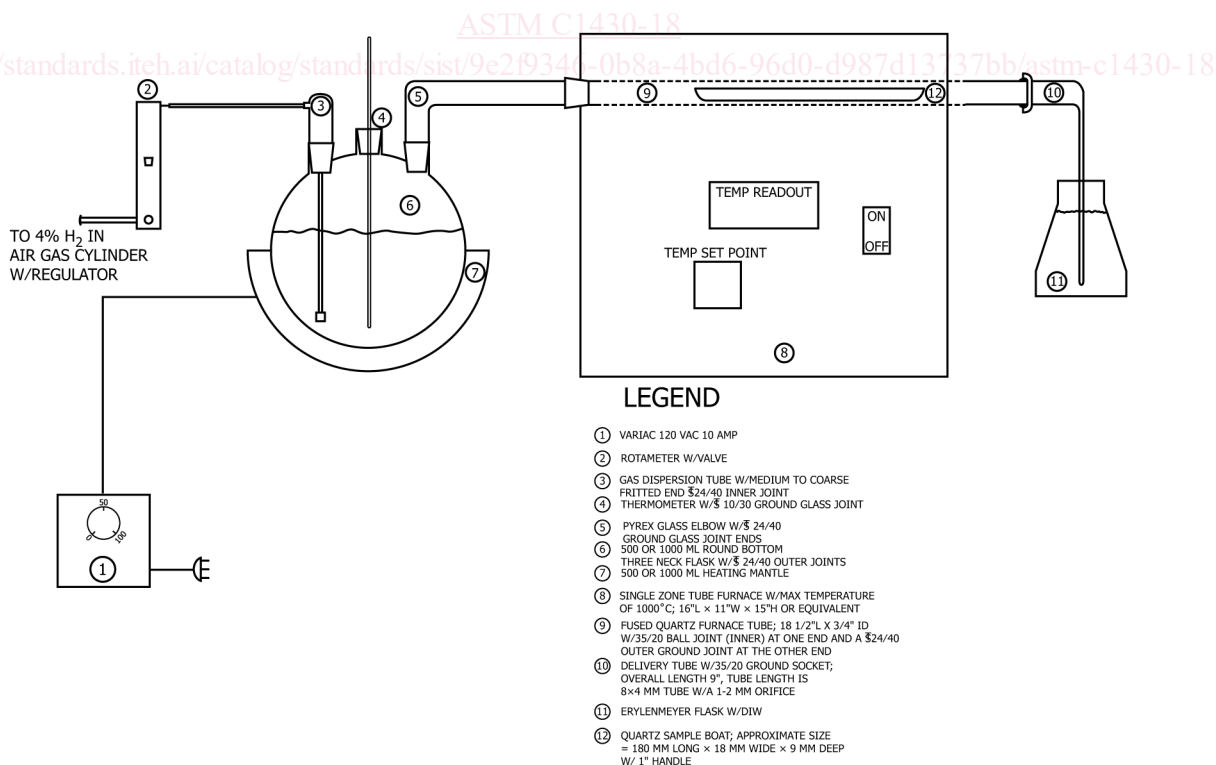 ASTM C1430-18
/standards.iteh.ai/catalog/standards/sist/9e2f9346-0b8a-4bd6-96d0-d987d13737bb/astm-c1430-18
2
3
4
5
6
7
9
12
10
11
8
TO 4% H2 IN
AIR GAS CYLINDER
W/REGULATOR
TEMP READOUT
ON
OFF
TEMP SET POINT
0
50
100
1
LEGEND
1 VARIAC 120 VAC 10 AMP
2 ROTAMETER W/VALVE
3 GAS DISPERSION TUBE W/MEDIUM TO COARSE
FRITTED END $24/40 INNER JOINT
4 THERMOMETER W/$ 10/30 GROUND GLASS JOINT
5 PYREX GLASS ELBOW W/$ 24/40
GROUND GLASS JOINT ENDS
6 500 OR 1000 ML ROUND BOTTOM
THREE NECK FLASK W/$ 24/40 OUTER JOINTS
7 500 OR 1000 ML HEATING MANTLE
8 SINGLE ZONE TUBE FURNACE W/MAX TEMPERATURE
OF 1000°C; 16"L × 11"W × 15"H OR EQUIVALENT
9 FUSED QUARTZ FURNACE TUBE; 18 1/2"L X 3/4" ID
W/35/20 BALL JOINT (INNER) AT ONE END AND A $24/40
OUTER GROUND JOINT AT THE OTHER END
10 DELIVERY TUBE W/35/20 GROUND SOCKET;
OVERALL LENGTH 9", TUBE LENGTH IS
8×4 MM TUBE W/A 1-2 MM ORIFICE
11 ERYLENMEYER FLASK W/DIW
12 QUARTZ SAMPLE BOAT; APPROXIMATE SIZE
= 180 MM LONG × 18 MM WIDE × 9 MM DEEP
W/ 1" HANDLE